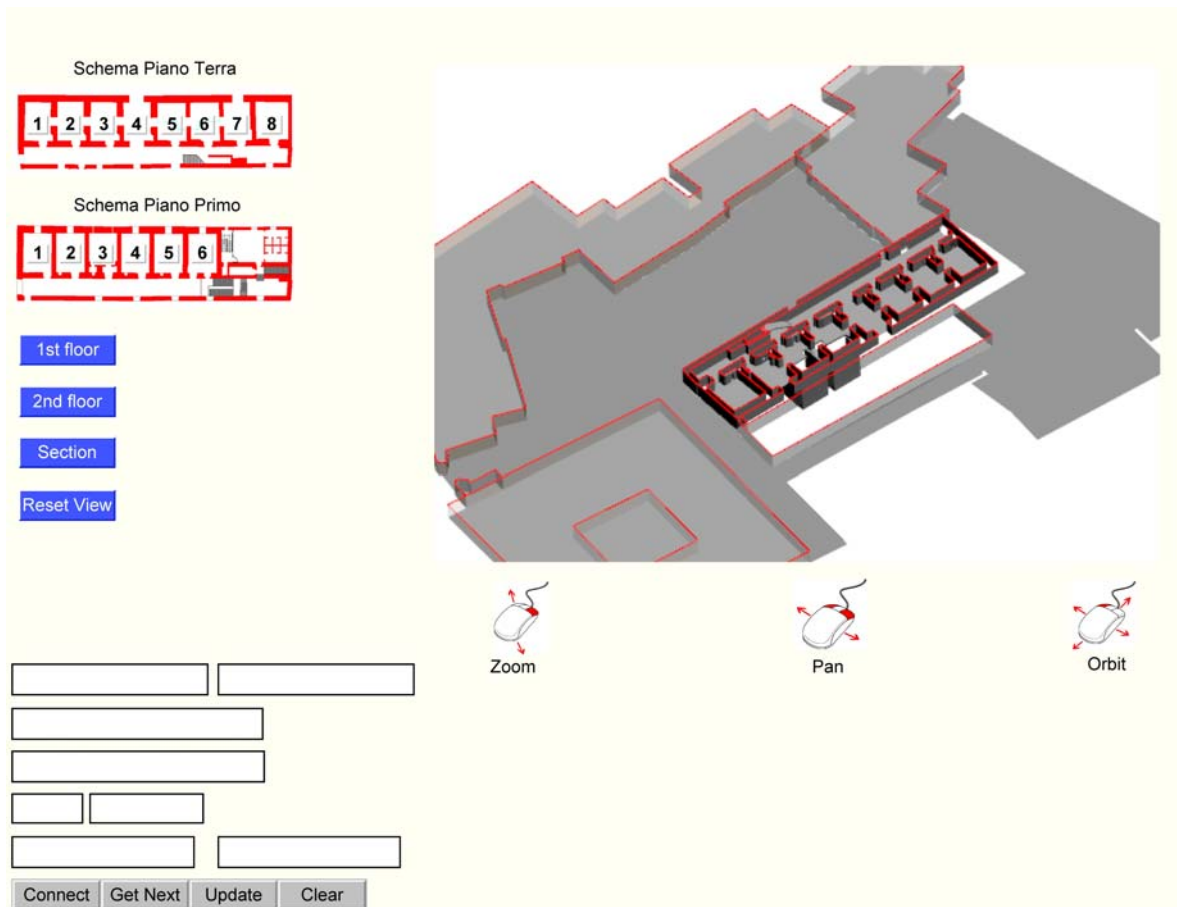 Schema Piano Terra
1 2 3 4 5 6 7 8
Schema Piano Primo
1 2 3 4 5 6
1st floor
2nd floor
Section
Reset View
Zoom
Pan
Orbit
Connect
Get Next
Update
Clear